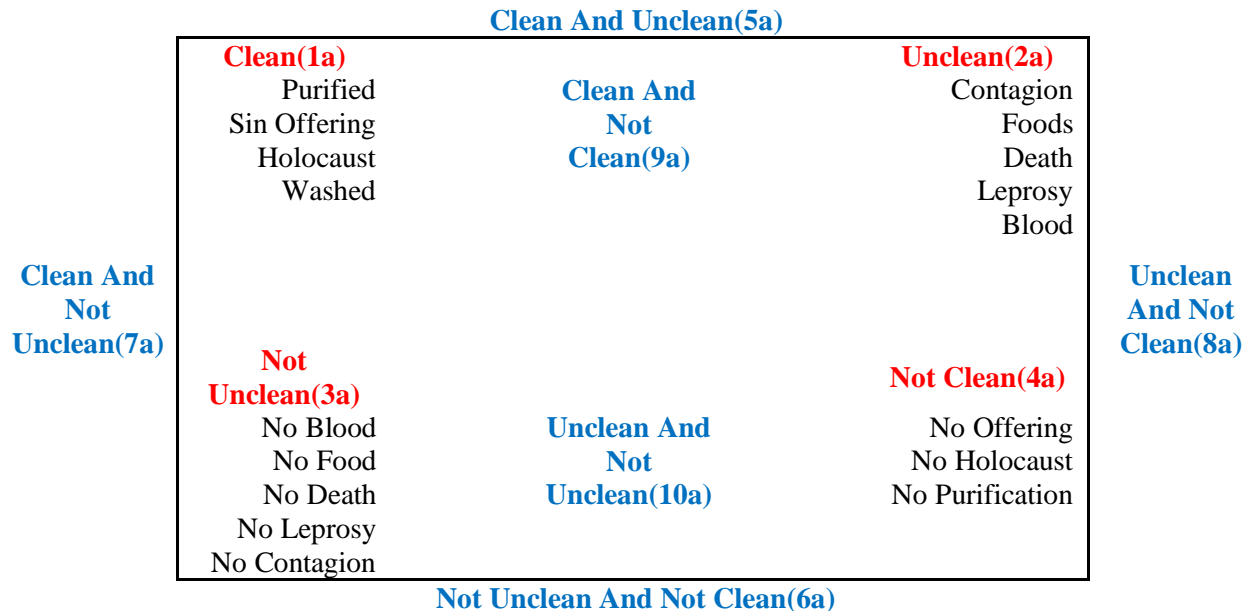 Clean And Unclean(5a)
Clean(1a)
Purified
Sin Offering
Holocaust
Washed
Clean And
Not
Clean(9a)
Unclean(2a)
Contagion
Foods
Death
Leprosy
Blood
Clean And
Not
Unclean(7a)
Unclean
And Not
Clean(8a)
Not
Unclean(3a)
No Blood
No Food
No Death
No Leprosy
No Contagion
Unclean And
Not
Unclean(10a)
Not Clean(4a)
No Offering
No Holocaust
No Purification
Not Unclean And Not Clean(6a)